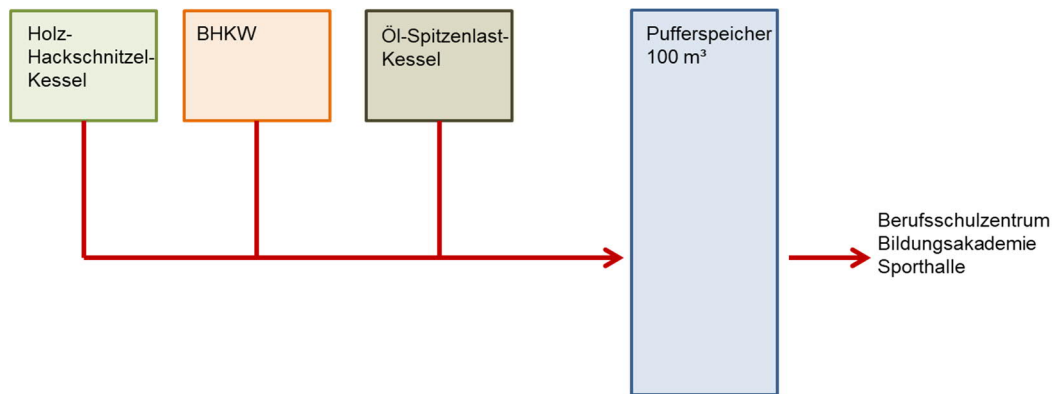 Holz-
Hackschnitzel-
Kessel
BHKW
Öl-Spitzenlast-
Kessel
Pufferspeicher
100 m³
Berufsschulzentrum
Bildungsakademie
Sporthalle